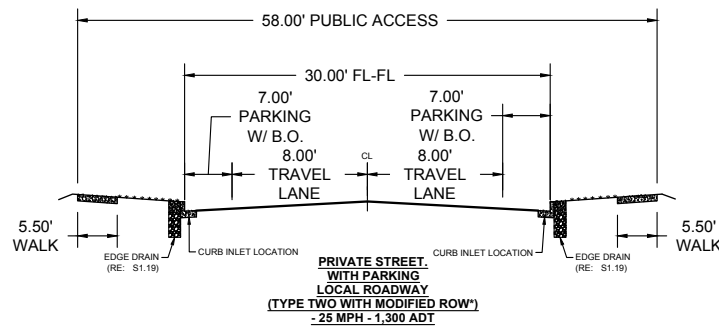 58.00' PUBLIC ACCESS
30.00' FL-FL
7.00'
PARKING
W/ B.O.
7.00'
PARKING
W/ B.O.
8.00'
TRAVEL
LANE
CL
8.00'
TRAVEL
LANE
5.50'
WALK
EDGE DRAIN
(RE: S1.19)
CURB INLET LOCATION
CURB INLET LOCATION
EDGE DRAIN
(RE: S1.19)
5.50'
WALK
PRIVATE STREET.
WITH PARKING
LOCAL ROADWAY
(TYPE TWO WITH MODIFIED ROW*)
- 25 MPH - 1,300 ADT